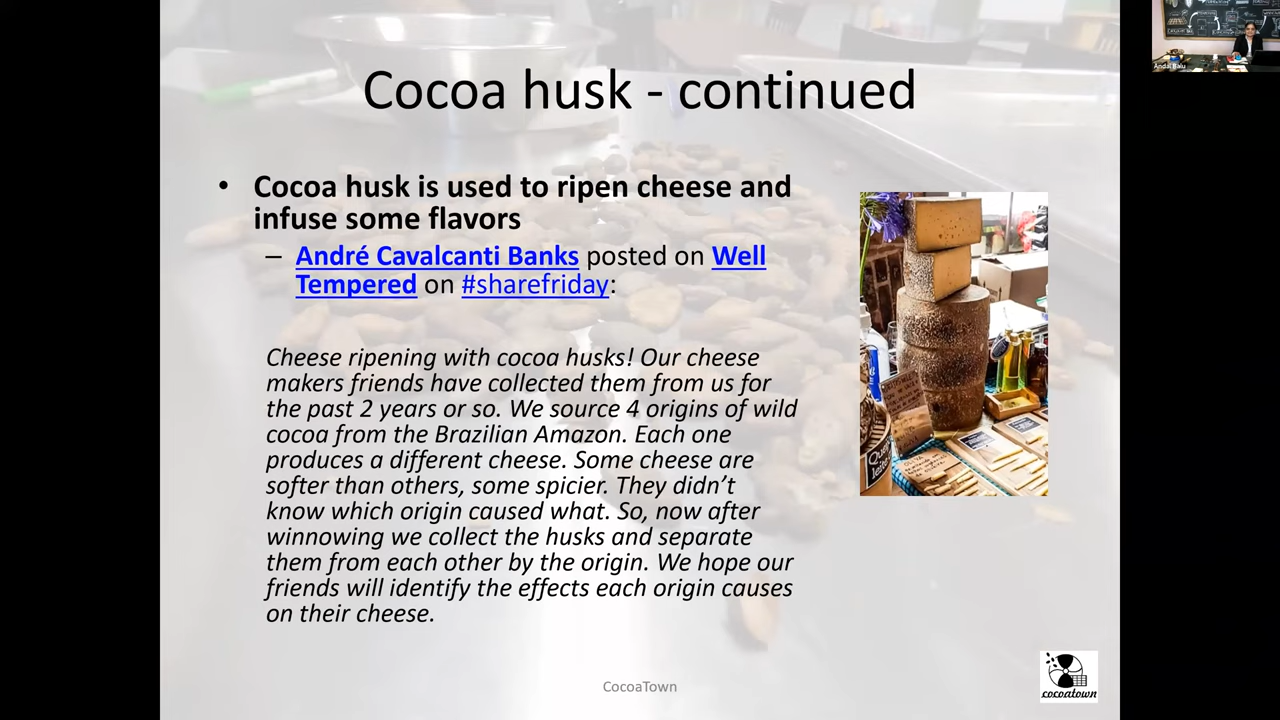 Cocoa husk - continued
• Cocoa husk is used to ripen cheese and
infuse some flavors
– André Cavalcanti Banks posted on Well
Tempered on #sharefriday:
Cheese ripening with cocoa husks! Our cheese
makers friends have collected them from us for
the past 2 years or so. We source 4 origins of wild
cocoa from the Brazilian Amazon. Each one
produces a different cheese. Some cheese are
softer than others, some spicier. They didn't
know which origin caused what. So, now after
winnowing we collect the husks and separate
them from each other by the origin. We hope our
friends will identify the effects each origin causes
on their cheese.
CocoaTown
cocoatown
Andal Balu